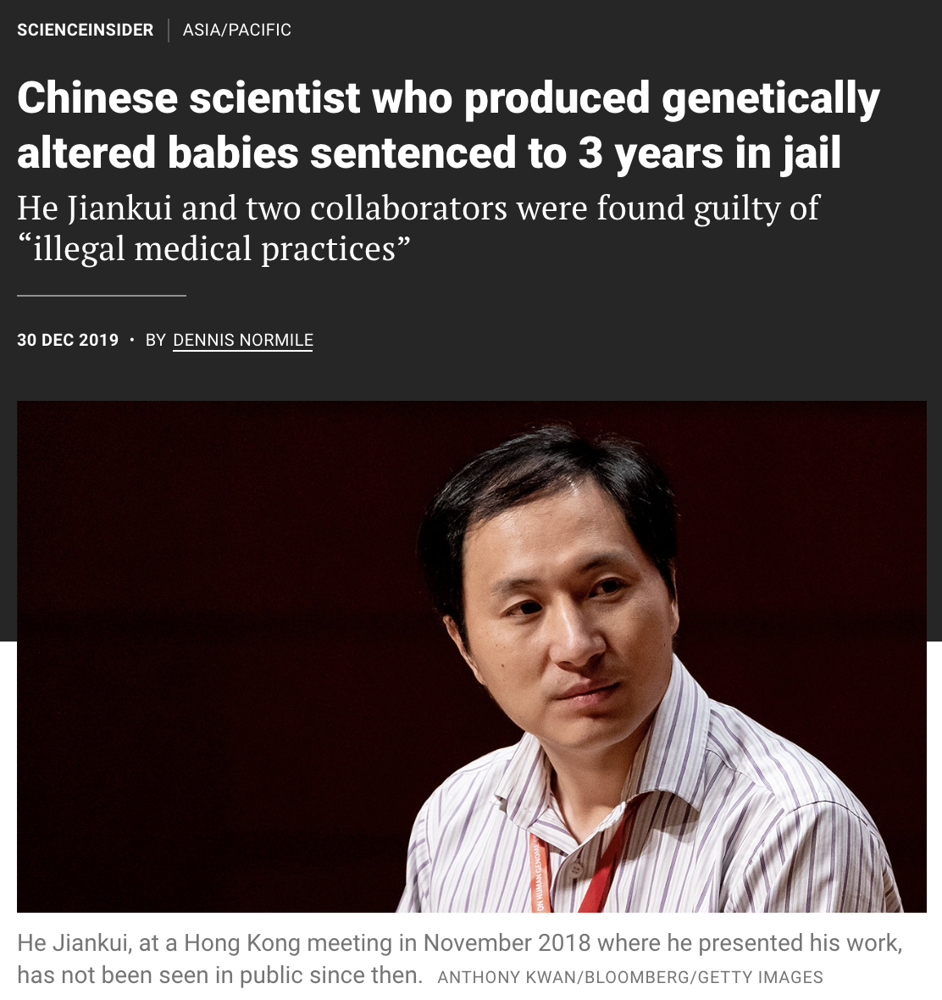 SCIENCEINSIDER | ASIA/PACIFIC
Chinese scientist who produced genetically
altered babies sentenced to 3 years in jail
He Jiankui and two collaborators were found guilty of
“illegal medical practices”
30 DEC 2019 • BY DENNIS NORMILE
ON HUMAN GENOME
He Jiankui, at a Hong Kong meeting in November 2018 where he presented his work,
has not been seen in public since then. ANTHONY KWAN/BLOOMBERG/GETTY IMAGES